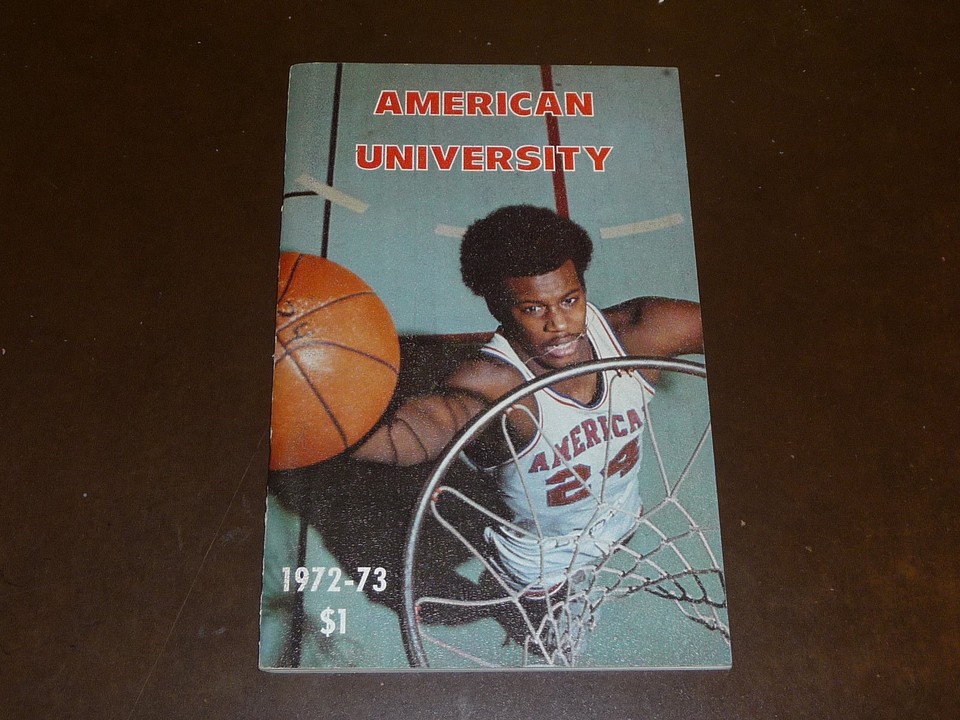 AMERICAN
UNIVERSITY
AMERICA
24
1972-73
$1